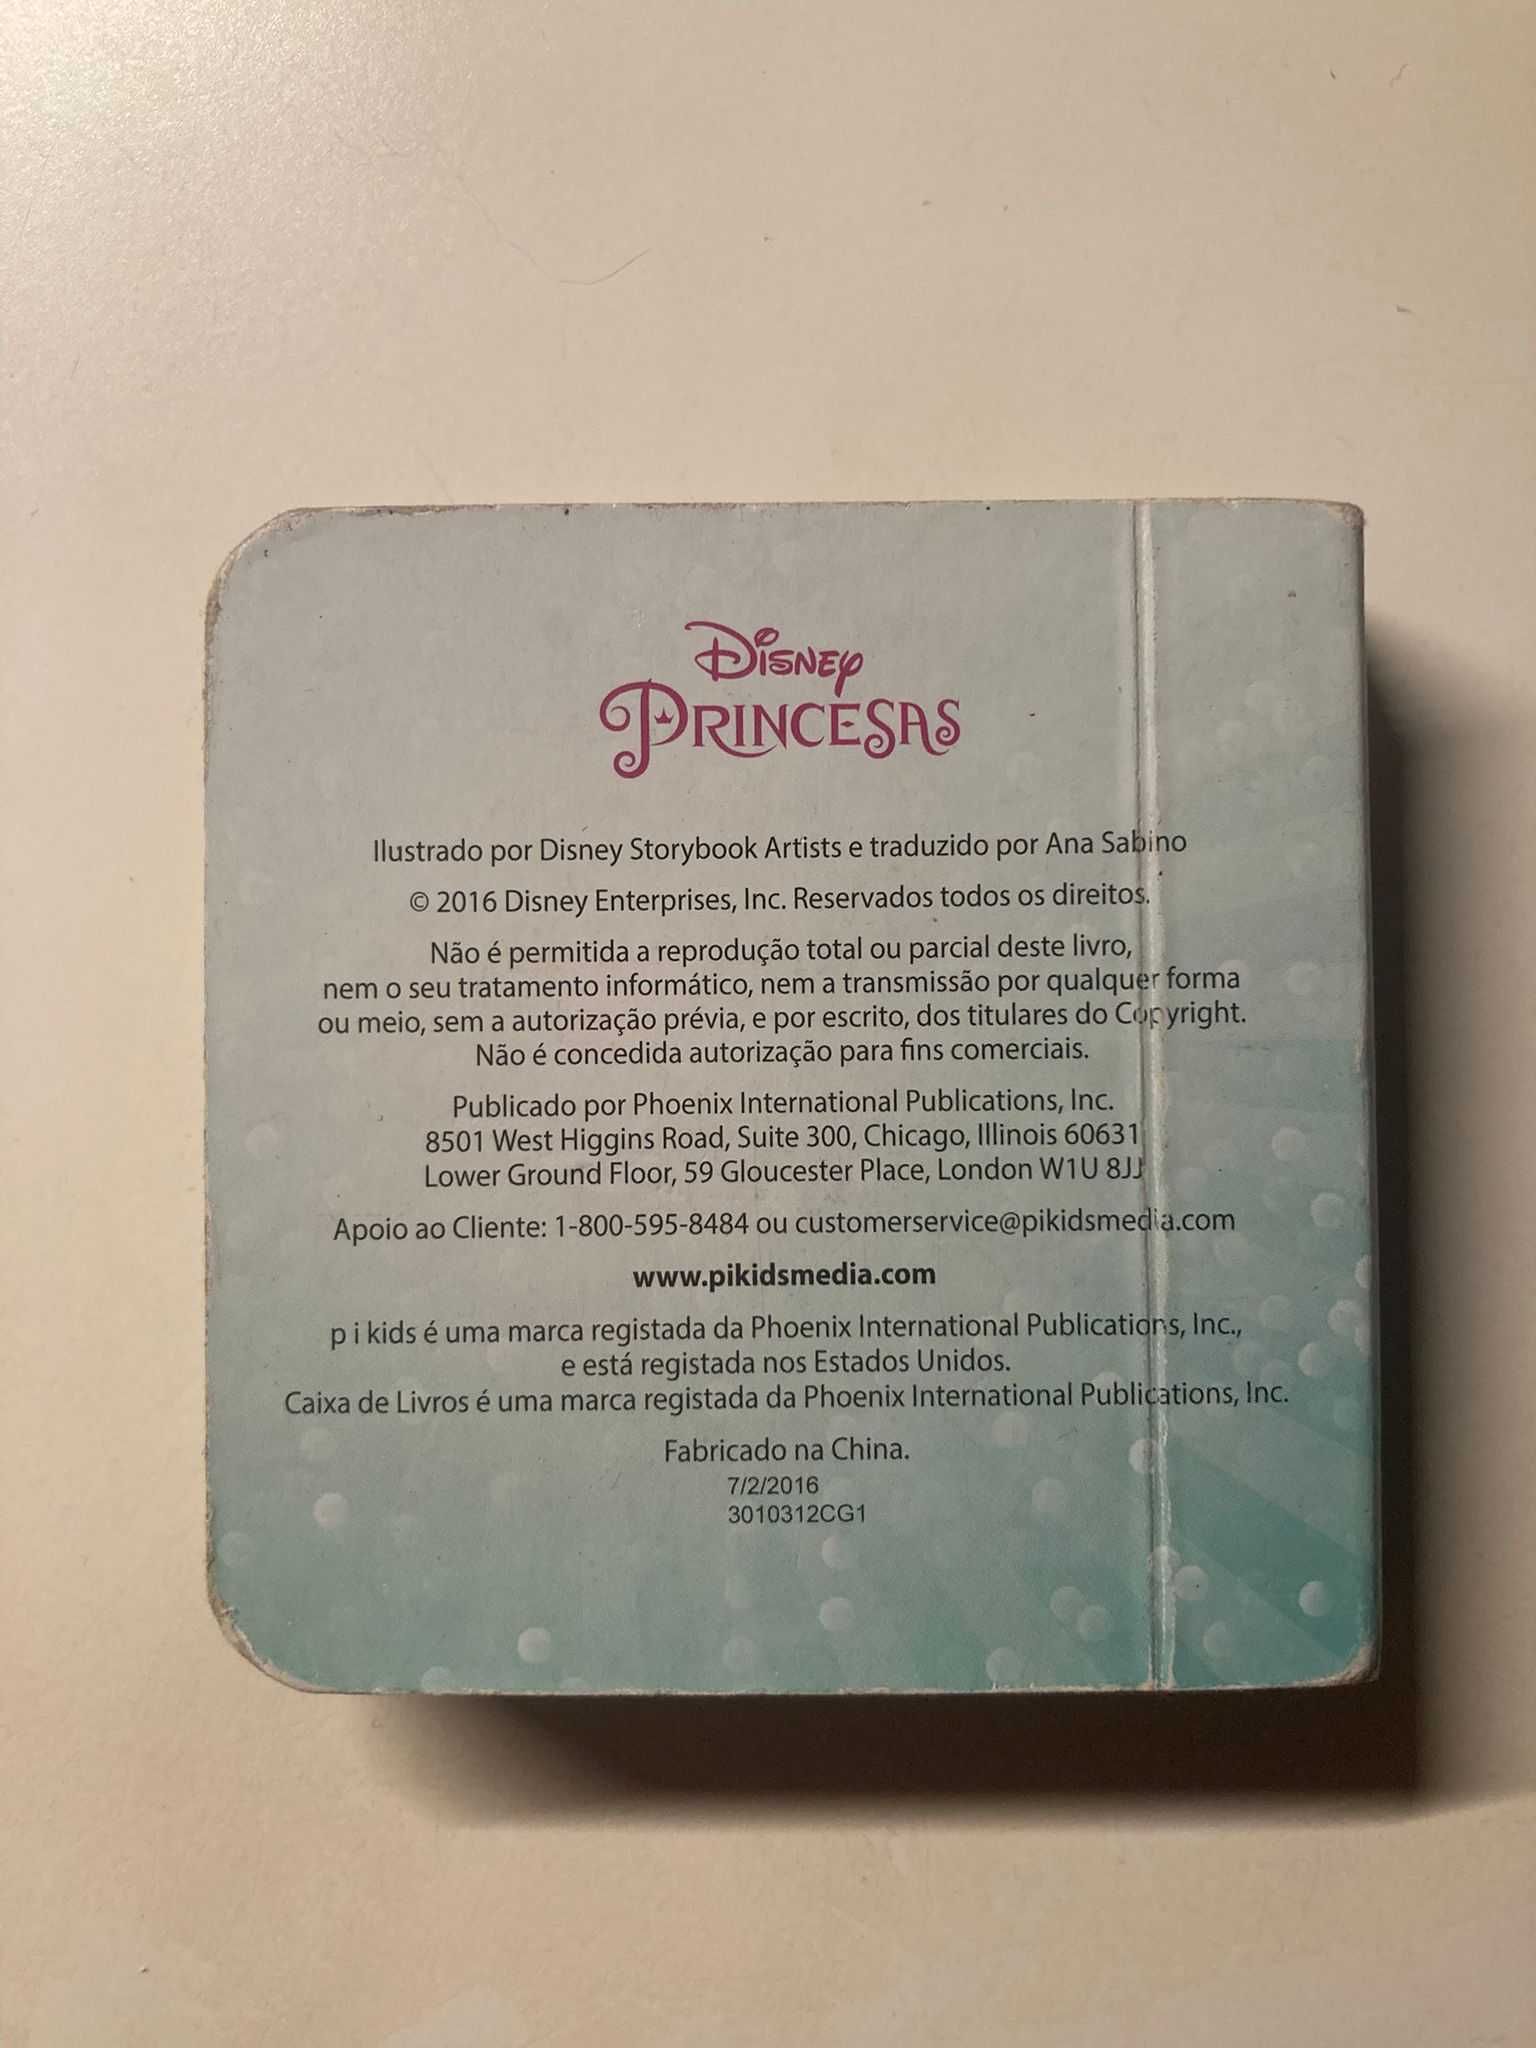 Disney
Princesas
Ilustrado por Disney Storybook Artists e traduzido por Ana Sabino
© 2016 Disney Enterprises, Inc. Reservados todos os direitos.
Não é permitida a reprodução total ou parcial deste livro,
nem o seu tratamento informático, nem a transmissão por qualquer forma
ou meio, sem a autorização prévia, e por escrito, dos titulares do Copyright.
Não é concedida autorização para fins comerciais.
Publicado por Phoenix International Publications, Inc.
8501 West Higgins Road, Suite 300, Chicago, Illinois 60631
Lower Ground Floor, 59 Gloucester Place, London W1U 8JJ
Apoio ao Cliente: 1-800-595-8484 ou customerservice@pikidsmedia.com
www.pikidsmedia.com
p i kids é uma marca registada da Phoenix International Publications, Inc.,
e está registada nos Estados Unidos.
Caixa de Livros é uma marca registada da Phoenix International Publications, Inc.
Fabricado na China.
7/2/2016
3010312CG1